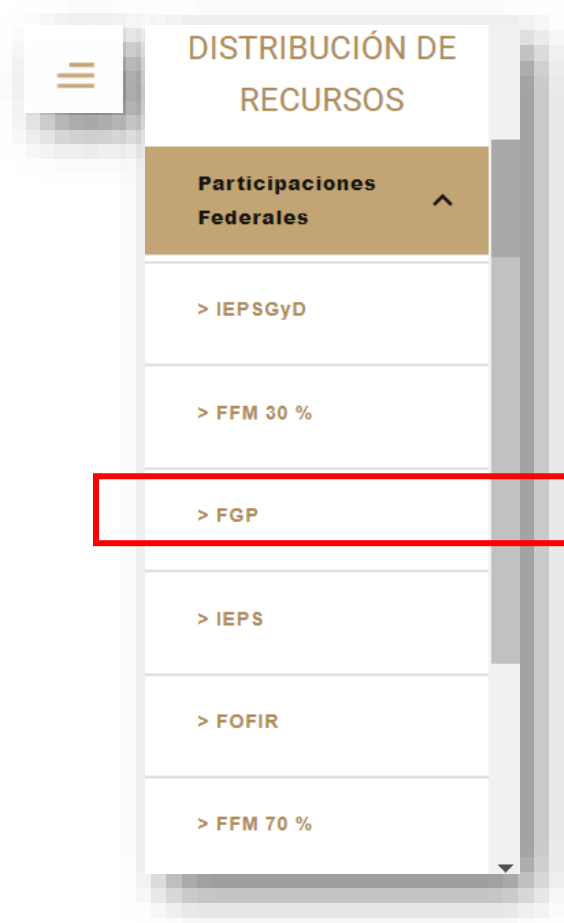 DISTRIBUCIÓN DE
RECURSOS
Participaciones
Federales
> IEPSGyD
> FFM 30 %
> FGP
> IEPS
> FOFIR
> FFM 70 %